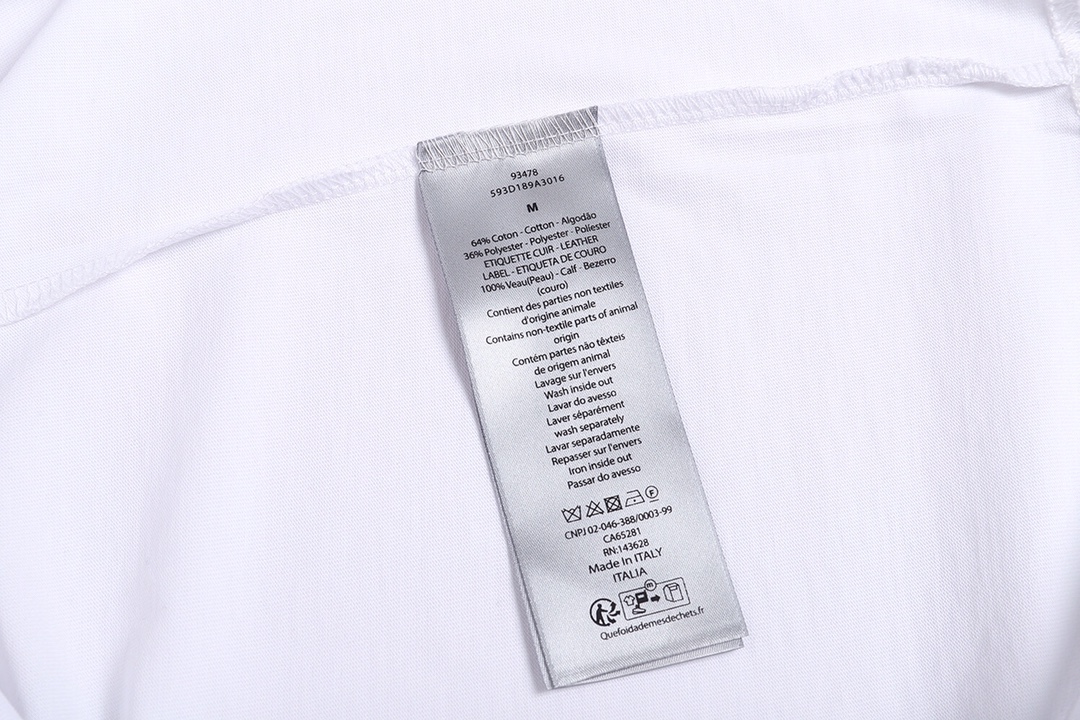 93478
593D189A3016
M
64% Coton - Cotton - Algodão
36% Polyester - Polyester - Poliester
ETIQUETTE CUIR - LEATHER
LABEL - ETIQUETA DE COURO
100% Veau(Peau) - Calf - Bezerro
(couro)
Contient des parties non textiles
d'origine animale
Contains non-textile parts of animal
origin
Contém partes não têxteis
de origem animal
Lavage sur l'envers
Wash inside out
Lavar do avesso
Laver séparément
wash separately
Lavar separadamente
Repasser sur l'envers
Iron inside out
Passar do avesso
F
CNPJ 02-046-388/0003-99
CA65281
RN:143628
Made In ITALY
ITALIA
m
Quefoidademesdechets.fr